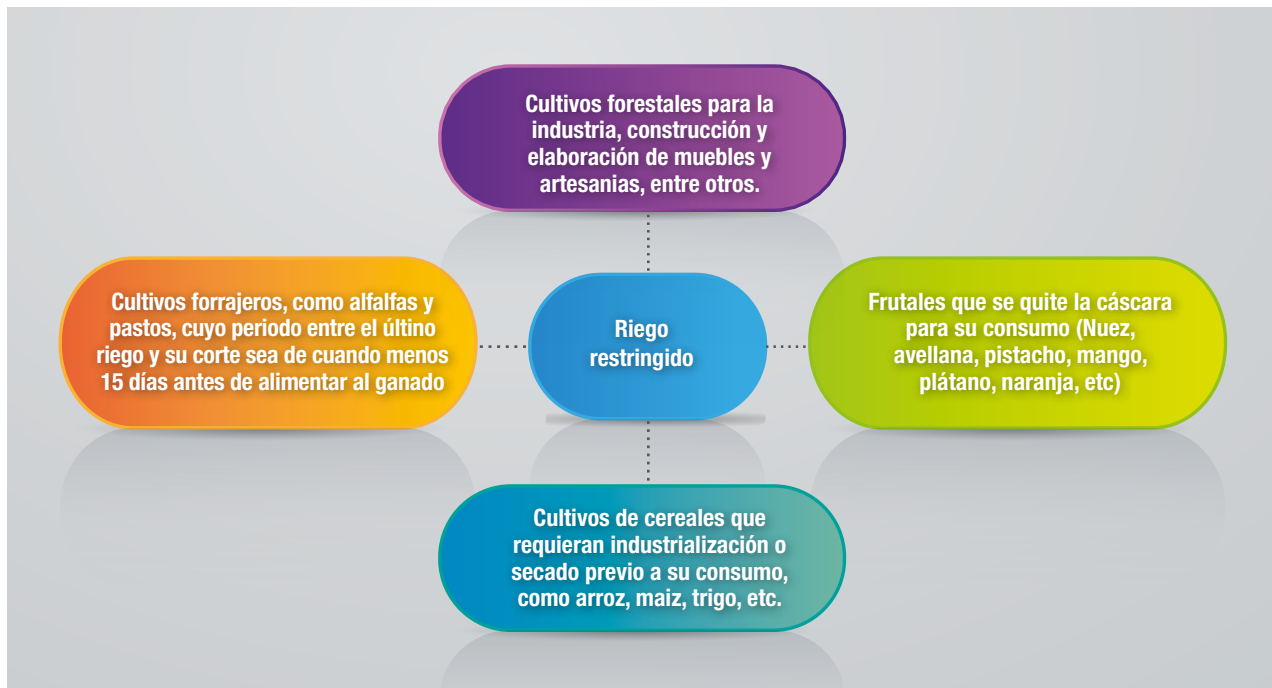 Cultivos forestales para la
industria, construcción y
elaboración de muebles y
artesanias, entre otros.
Cultivos forrajeros, como alfalfas y
pastos, cuyo periodo entre el últino
riego y su corte sea de cuando menos
15 días antes de alimentar al ganado
Riego
restringido
Frutales que se quite la cáscara
para su consumo (Nuez,
avellana, pistacho, mango,
plátano, naranja, etc)
Cultivos de cereales que
requieran industrialización o
secado previo a su consumo,
como arroz, maiz, trigo, etc.